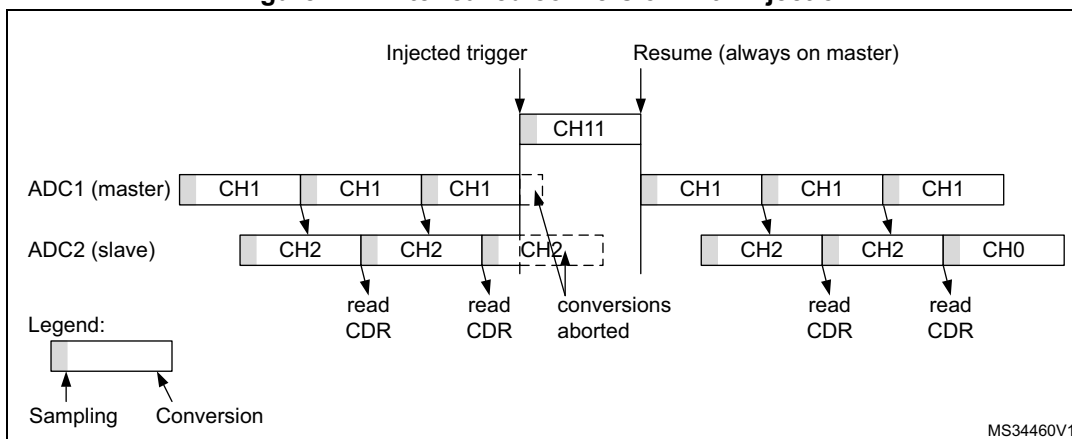 Injected trigger
Resume (always on master)
CH11
ADC1 (master)
CH1
CH1
CH1
CH1
CH1
CH1
ADC2 (slave)
CH2
CH2
CH2
CH2
CH2
CH0
read
CDR
read
CDR
conversions
aborted
read
CDR
read
CDR
Legend:
Sampling
Conversion
MS34460V1